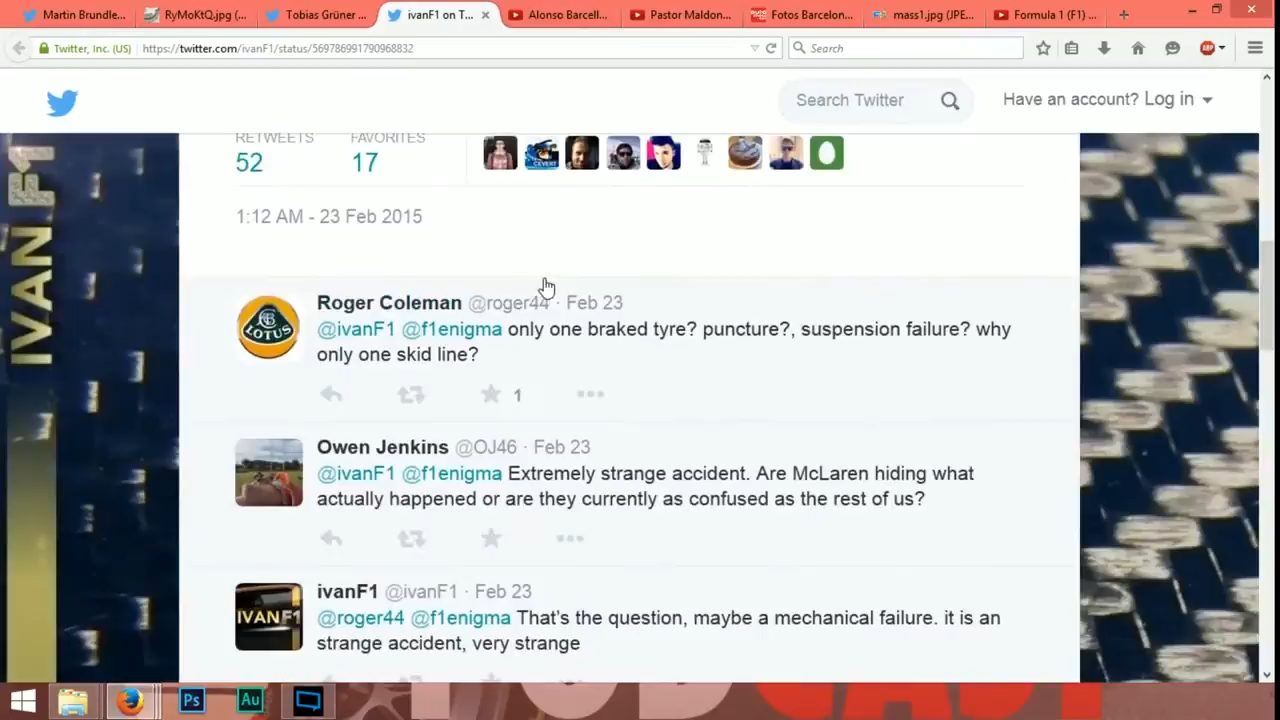 Martin Brundle...
RyMoKtQ.jpg (...
Tobias Grüner ...
ivanF1 on T...
Alonso Barcell...
Pastor Maldon...
Fotos Barcelon...
mass1.jpg (JPE...
Formula 1 (F1) ...
Twitter, Inc. (US)
https://twitter.com/ivanF1/status/569786991790968832
Search
ABP
Search Twitter
Have an account? Log in
RETWEETS
FAVORITES
52
17
1:12 AM - 23 Feb 2015
IVAN F1
LOTUS
Roger Coleman @roger44 · Feb 23
@ivanF1 @f1enigma only one braked tyre? puncture?, suspension failure? why
only one skid line?
1
Owen Jenkins @OJ46 · Feb 23
@ivanF1 @f1enigma Extremely strange accident. Are McLaren hiding what
actually happened or are they currently as confused as the rest of us?
IVANF1
ivanF1 @ivanF1 · Feb 23
@roger44 @f1enigma That's the question, maybe a mechanical failure. it is an
strange accident, very strange
Ps
Au